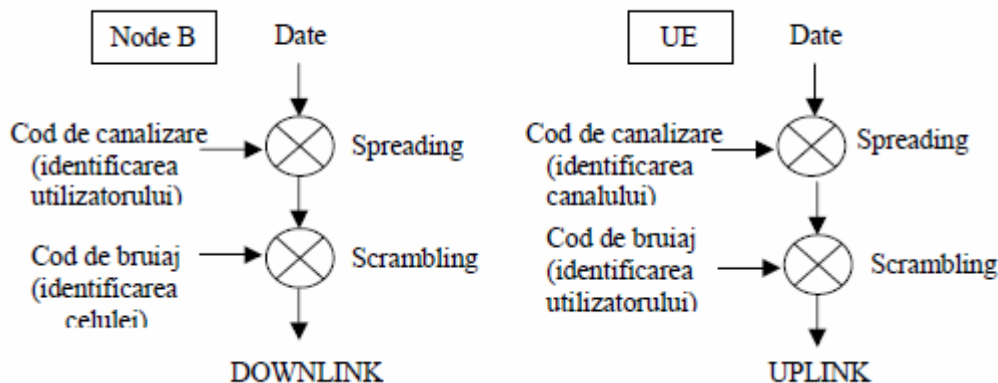 Node B
Date
Cod de canalizare
(identificarea
utilizatorului)
Spreading
Cod de bruiaj
(identificarea
celulei)
Scrambling
DOWNLINK
UE
Date
Cod de canalizare
(identificarea
canalului)
Spreading
Cod de bruiaj
(identificarea
utilizatorului)
Scrambling
UPLINK